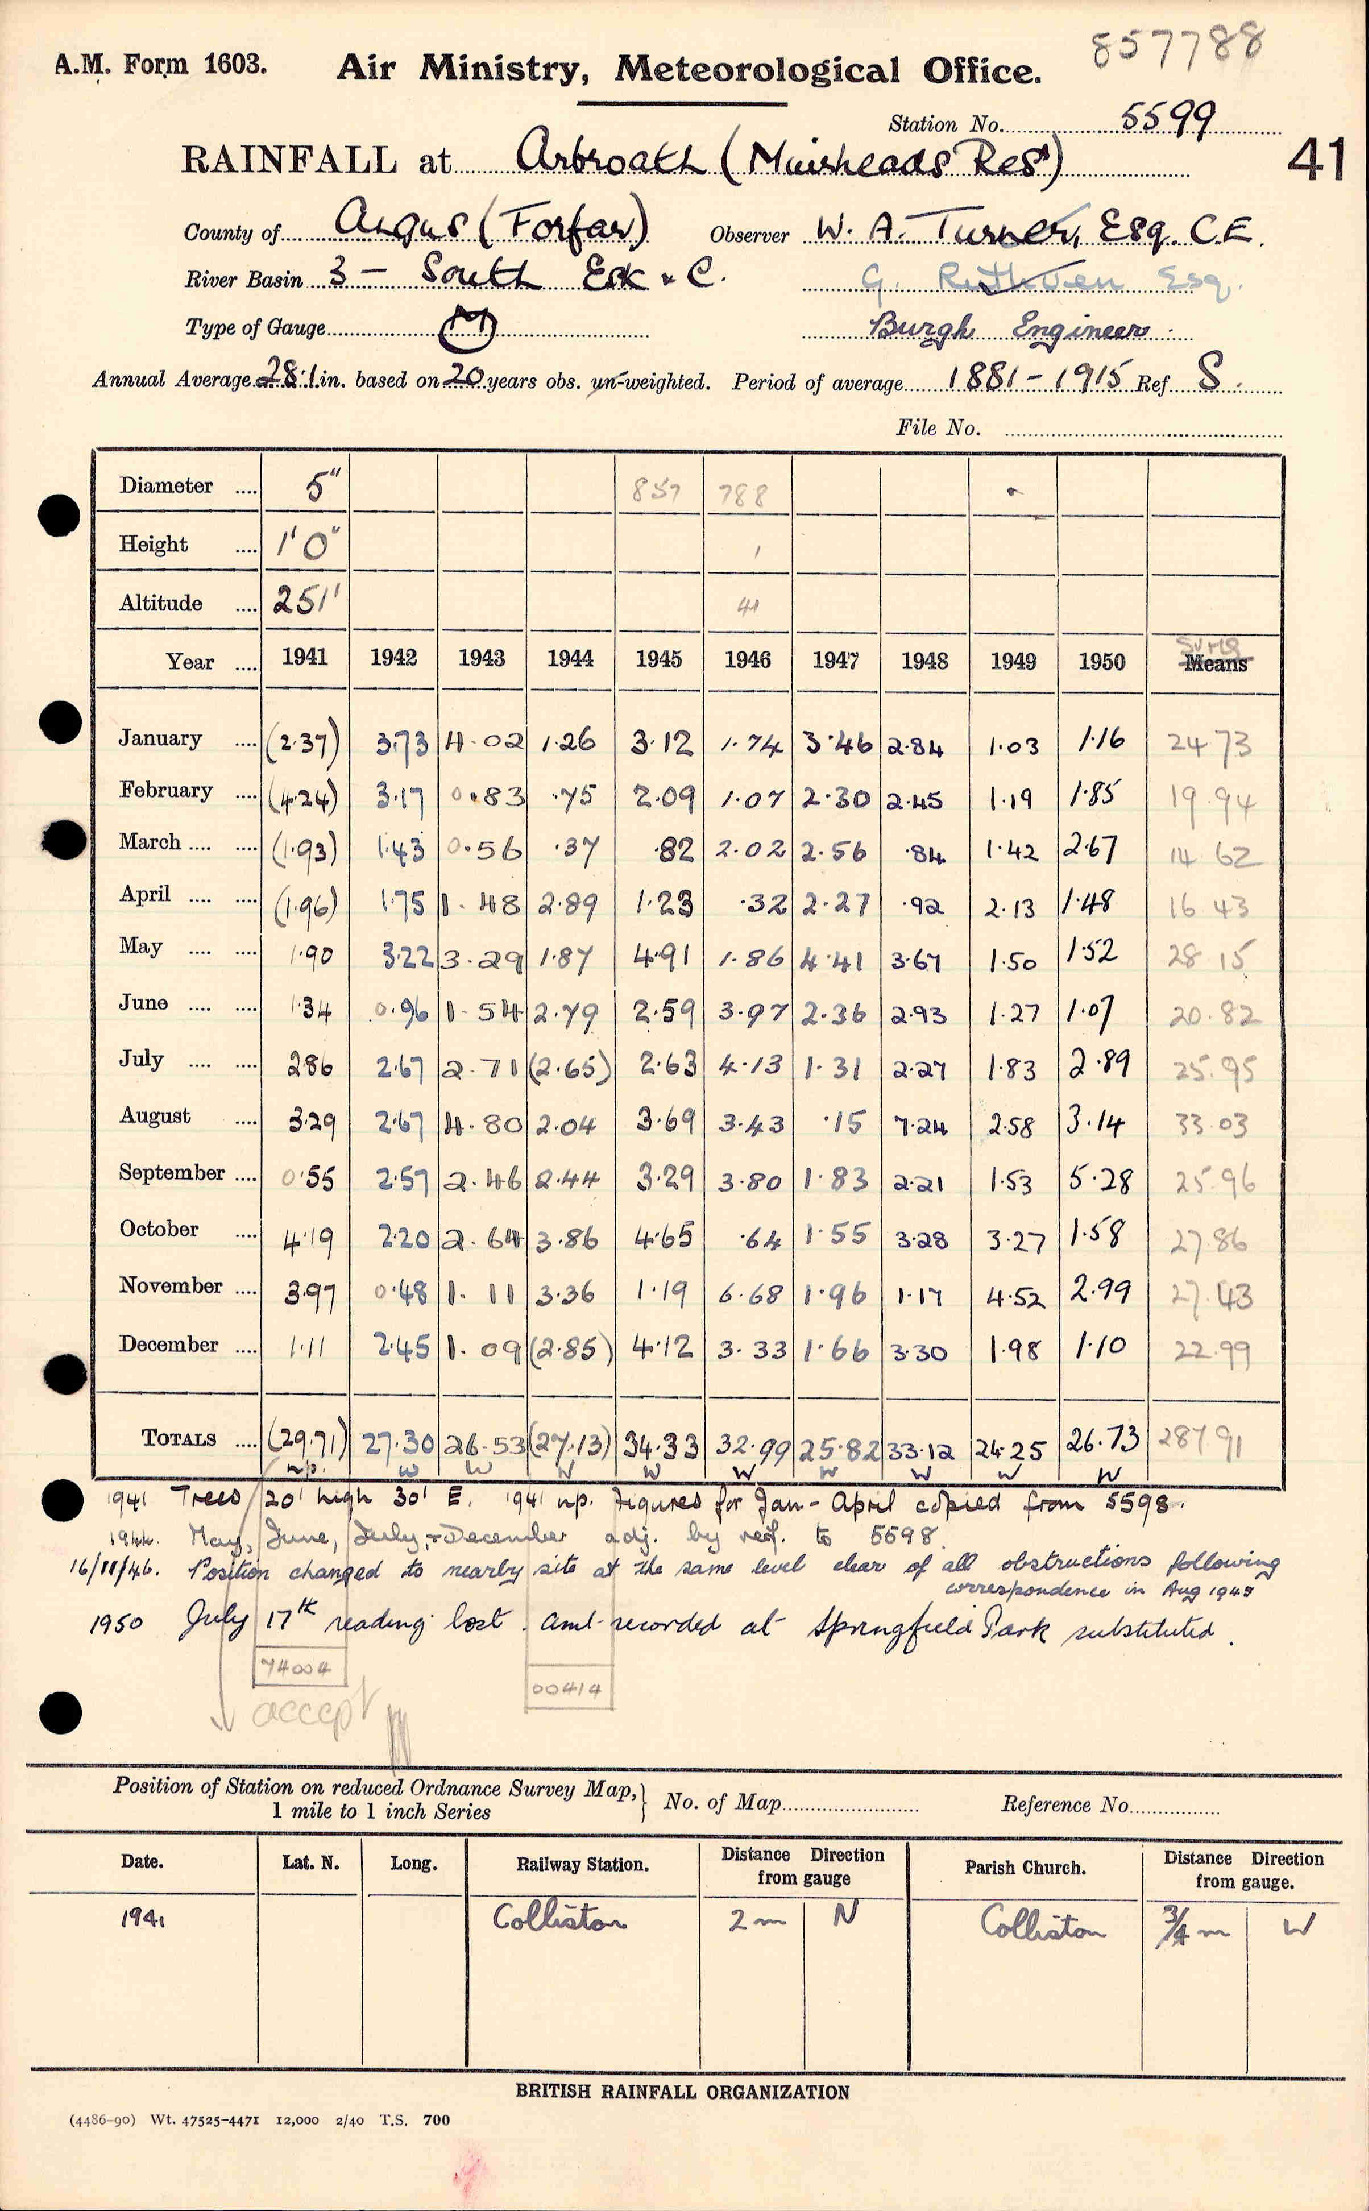 857788
A.M. Form 1603. Air Ministry, Meteorological Office.
Station No. 5599
41
RAINFALL at Arbroath (Muirheads Resr)
County of Angus (Forfar) Observer W. A. Turner, Esq. C.E.
River Basin 3 – South Esk & C. G. Ruthven Esq.
Type of Gauge M Burgh Engineer
Annual Average 28.1 in. based on 20 years obs. un-weighted. Period of average 1881–1915 Ref S.
File No.
Diameter .... 5" 857 788
Height .... 1' 0" 1
Altitude .... 251' 41
Year .... 1941 1942 1943 1944 1945 1946 1947 1948 1949 1950 Sums Means
January .... (2.37) 3.73 4.02 1.26 3.12 1.74 3.46 2.84 1.03 1.16 24 73
February .... (4.24) 3.17 0.83 .75 2.09 1.07 2.30 2.45 1.19 1.85 19.94
March .... .... (1.93) 1.43 0.56 .37 .82 2.02 2.56 .84 1.42 2.67 14 62
April .... .... (1.96) 1.75 1.48 2.89 1.23 .32 2.27 .92 2.13 1.48 16 43
May .... .... 1.90 3.22 3.29 1.87 4.91 1.86 4.41 3.67 1.50 1.52 28 15
June .... .... 1.34 0.96 1.54 2.79 2.59 3.97 2.36 2.93 1.27 1.07 20.82
July .... .... 2.86 2.67 2.71 (2.65) 2.63 4.13 1.31 2.27 1.83 2.89 25.95
August .... 3.29 2.67 4.80 2.04 3.69 3.43 .15 7.24 2.58 3.14 33 03
September .... 0.55 2.57 2.46 2.44 3.29 3.80 1.83 2.21 1.53 5.28 25.96
October .... 4.19 2.20 2.64 3.86 4.65 .64 1.55 3.28 3.27 1.58 27.86
November .... 3.97 0.48 1.11 3.36 1.19 6.68 1.96 1.17 4.52 2.99 27.43
December .... 1.11 2.45 1.09 (2.85) 4.12 3.33 1.66 3.30 1.98 1.10 22.99
TOTALS .... (29.71) 27.30 26.53 (27.13) 34.33 32.99 25.82 33.12 24.25 26.73 287.91
np. W W W W W W W W W
1941 Trees 20' high 30' E. 1941 np. figures for Jan - April copied from 5598.
1944. May, June, July, & December adj. by ref. to 5598.
16/11/46. Position changed to nearby site at the same level clear of all obstructions following
correspondence in Aug 1945
1950 July 17th reading lost. Amt recorded at Springfield Park substituted.
74004
00414
accept
Position of Station on reduced Ordnance Survey Map, 1 mile to 1 inch Series } No. of Map Reference No.
Date. Lat. N. Long. Railway Station. Distance Direction from gauge Parish Church. Distance Direction from gauge.
1941 Colliston 2 m N Colliston 3/4 m W
BRITISH RAINFALL ORGANIZATION
(4486-90) Wt. 47525-4471 12,000 2/40 T.S. 700